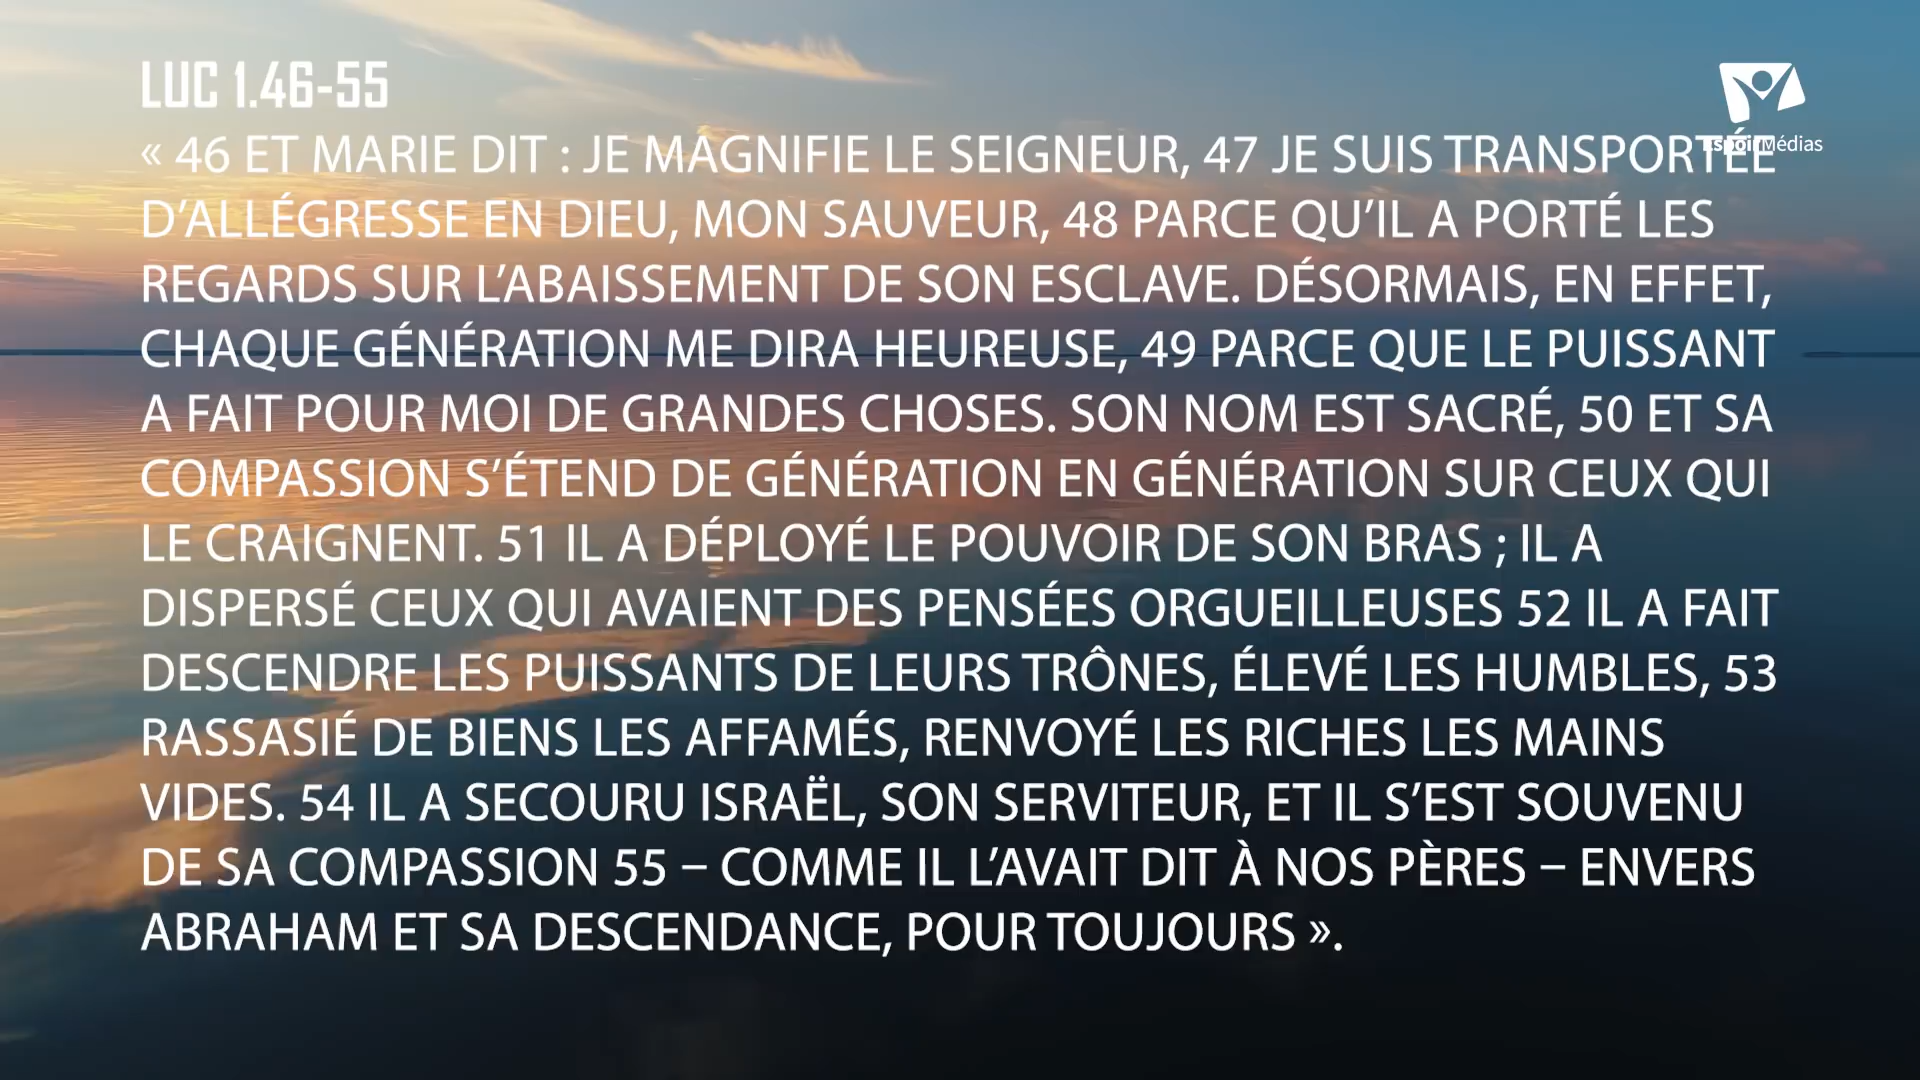 LUC 1.46-55
« 46 ET MARIE DIT : JE MAGNIFIE LE SEIGNEUR, 47 JE SUIS TRANSPORTÉE
D’ALLÉGRESSE EN DIEU, MON SAUVEUR, 48 PARCE QU’IL A PORTÉ LES
REGARDS SUR L’ABAISSEMENT DE SON ESCLAVE. DÉSORMAIS, EN EFFET,
CHAQUE GÉNÉRATION ME DIRA HEUREUSE, 49 PARCE QUE LE PUISSANT
A FAIT POUR MOI DE GRANDES CHOSES. SON NOM EST SACRÉ, 50 ET SA
COMPASSION S’ÉTEND DE GÉNÉRATION EN GÉNÉRATION SUR CEUX QUI
LE CRAIGNENT. 51 IL A DÉPLOYÉ LE POUVOIR DE SON BRAS ; IL A
DISPERSÉ CEUX QUI AVAIENT DES PENSÉES ORGUEILLEUSES 52 IL A FAIT
DESCENDRE LES PUISSANTS DE LEURS TRÔNES, ÉLEVÉ LES HUMBLES, 53
RASSASIÉ DE BIENS LES AFFAMÉS, RENVOYÉ LES RICHES LES MAINS
VIDES. 54 IL A SECOURU ISRAËL, SON SERVITEUR, ET IL S’EST SOUVENU
DE SA COMPASSION 55 – COMME IL L’AVAIT DIT À NOS PÈRES – ENVERS
ABRAHAM ET SA DESCENDANCE, POUR TOUJOURS ».
EspoirMédias